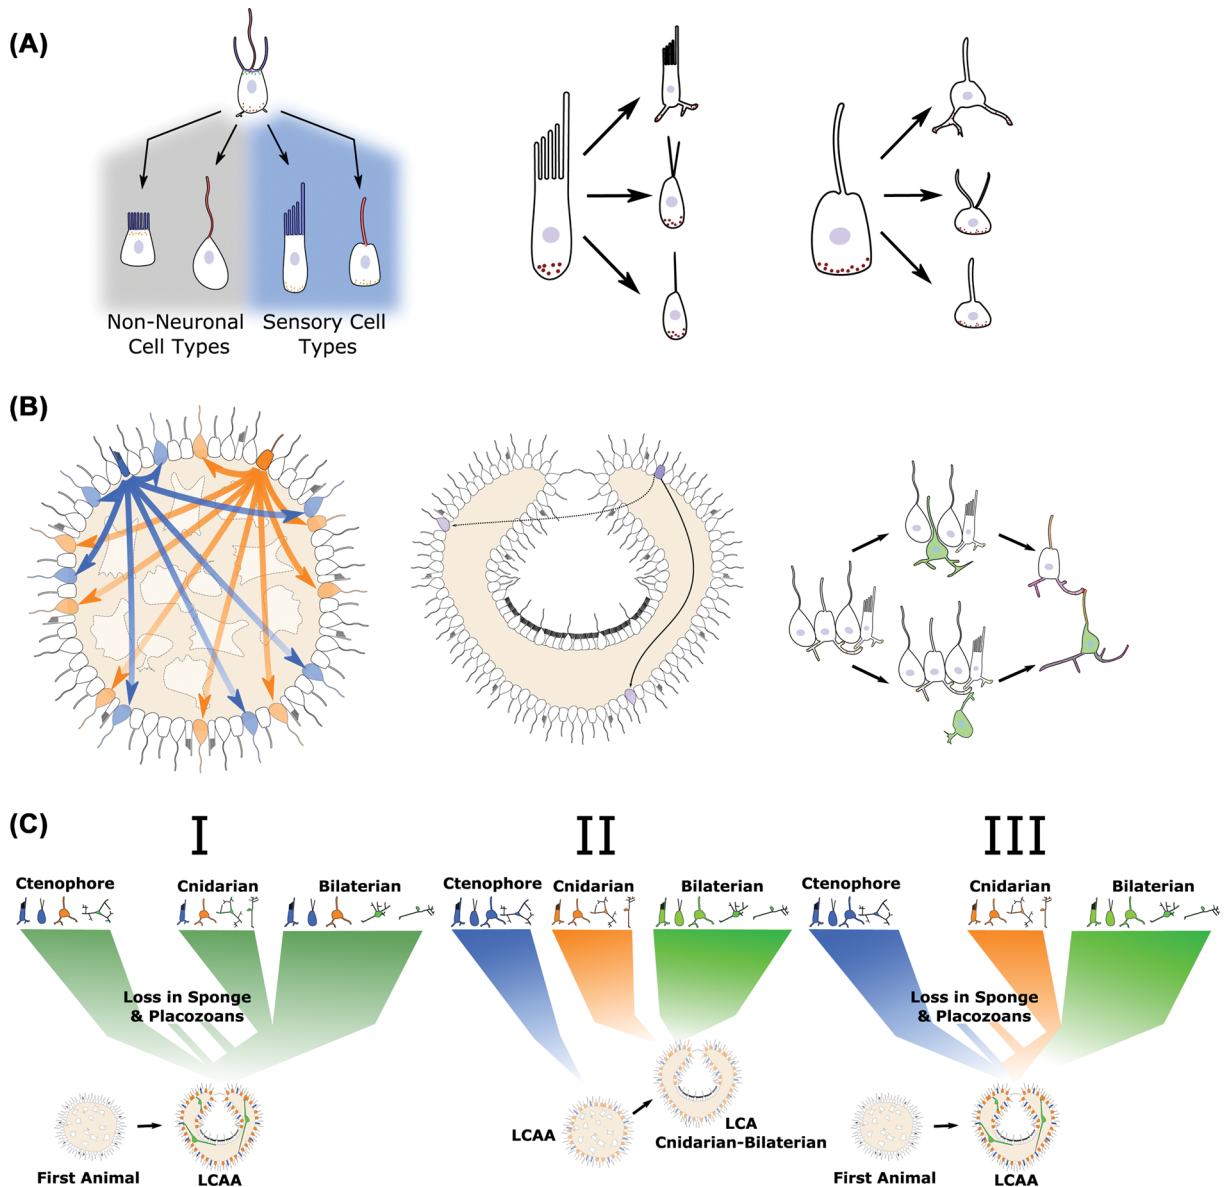 (A)
Non-Neuronal
Cell Types
Sensory Cell
Types
(B)
(C)
I
II
III
Ctenophore
Cnidarian
Bilaterian
Ctenophore
Cnidarian
Bilaterian
Ctenophore
Cnidarian
Bilaterian
Loss in Sponge
& Placozoans
Loss in Sponge
& Placozoans
LCAA
LCA
Cnidarian-Bilaterian
First Animal
LCAA
First Animal
LCAA